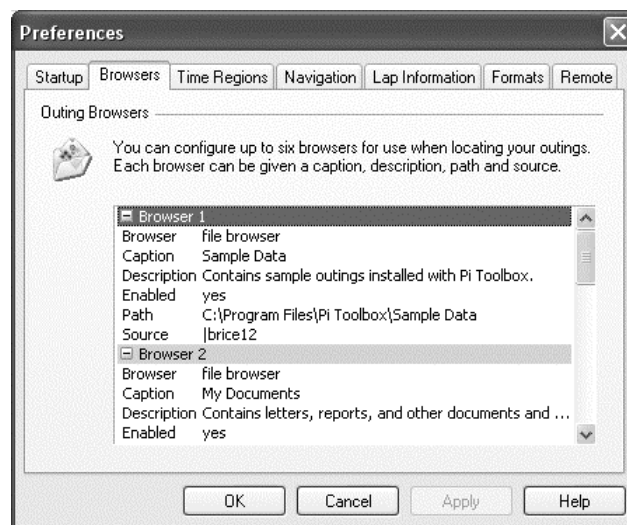 Preferences
Startup Browsers Time Regions Navigation Lap Information Formats Remote
Outing Browsers
You can configure up to six browsers for use when locating your outings.
Each browser can be given a caption, description, path and source.
Browser 1
Browser file browser
Caption Sample Data
Description Contains sample outings installed with Pi Toolbox.
Enabled yes
Path C:\Program Files\Pi Toolbox\Sample Data
Source |brice12
Browser 2
Browser file browser
Caption My Documents
Description Contains letters, reports, and other documents and ...
Enabled yes
OK Cancel Apply Help